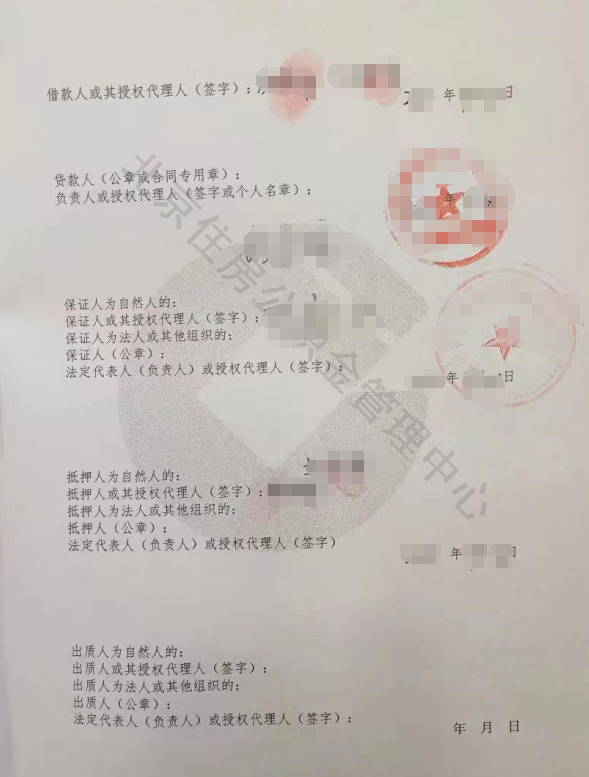 借款人或其授权代理人（签字）：
年 日
贷款人（公章或合同专用章）：
负责人或授权代理人（签字或个人名章）：
年
保证人为自然人的：
保证人或其授权代理人（签字）：
保证人为法人或其他组织的：
保证人（公章）：
法定代表人（负责人）或授权代理人（签字）：
年 日
抵押人为自然人的：
抵押人或其授权代理人（签字）：
抵押人为法人或其他组织的：
抵押人（公章）：
法定代表人（负责人）或授权代理人（签字）
年 日
出质人为自然人的：
出质人或其授权代理人（签字）：
出质人为法人或其他组织的：
出质人（公章）：
法定代表人（负责人）或授权代理人（签字）：
年 月 日
北京住房公积金管理中心